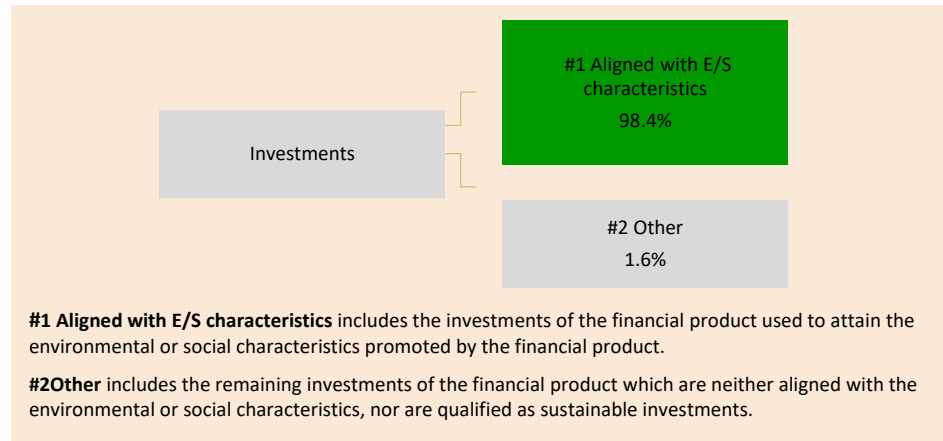 #1 Aligned with E/S
characteristics
98.4%
Investments
#2 Other
1.6%
#1 Aligned with E/S characteristics includes the investments of the financial product used to attain the
environmental or social characteristics promoted by the financial product.
#2Other includes the remaining investments of the financial product which are neither aligned with the
environmental or social characteristics, nor are qualified as sustainable investments.